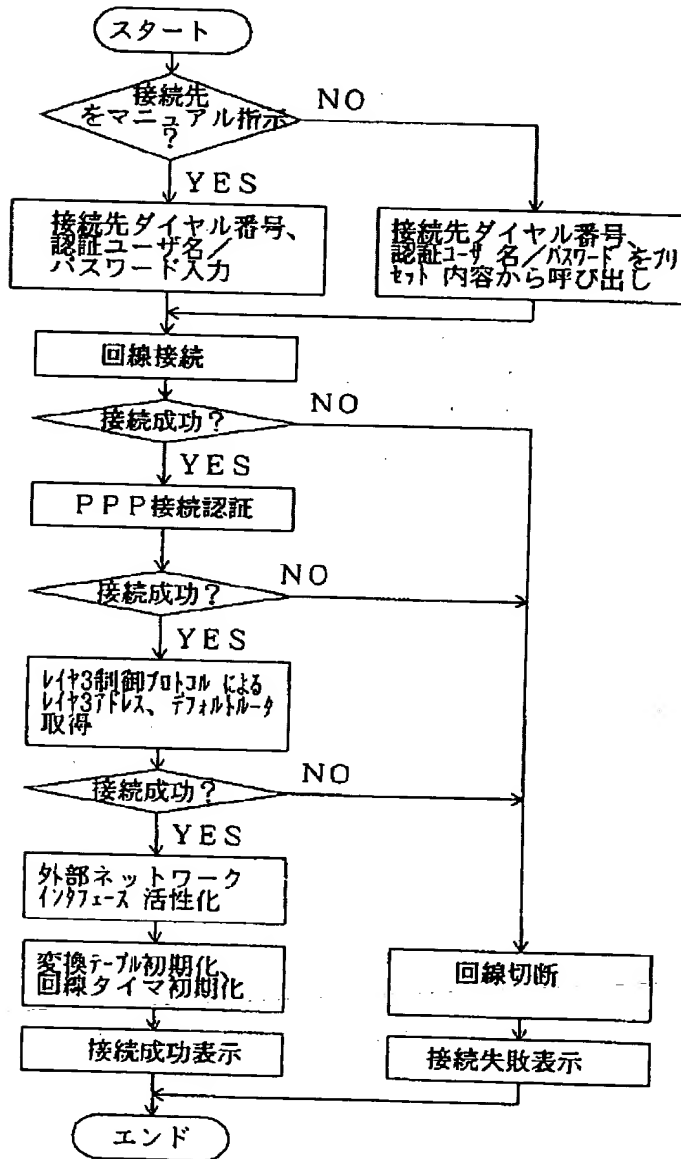 スタート
接続先
をマニュアル指示
?
NO
YES
接続先ダイヤル番号、
認証ユーザ名/
パスワード入力
接続先ダイヤル番号、
認証ユーザ 名/パスワード をプリ
セット 内容から呼び出し
回線接続
接続成功?
NO
YES
PPP接続認証
接続成功?
NO
YES
レイヤ3制御プロトコル による
レイヤ3アドレス、デフォルトルータ
取得
接続成功?
NO
YES
外部ネットワーク
インタフェース 活性化
変換テーブル初期化、
回線タイマ初期化
回線切断
接続成功表示
接続失敗表示
エンド